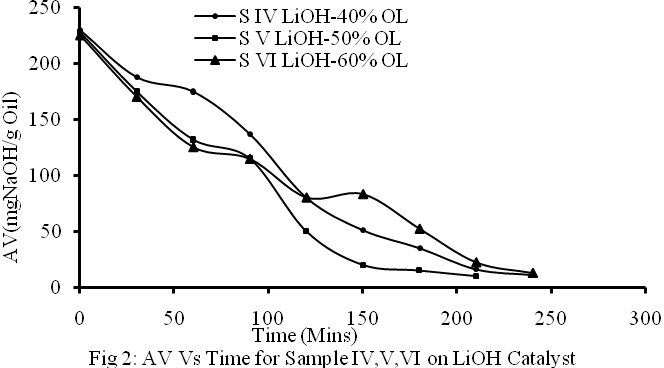 250
200
150
100
50
0
AV(mgNaOH/g Oil)
S IV LiOH-40% OL
S V LiOH-50% OL
S VI LiOH-60% OL
0 50 100 150 200 250 300
Time (Mins)
Fig 2: AV Vs Time for Sample IV,V,VI on LiOH Catalyst